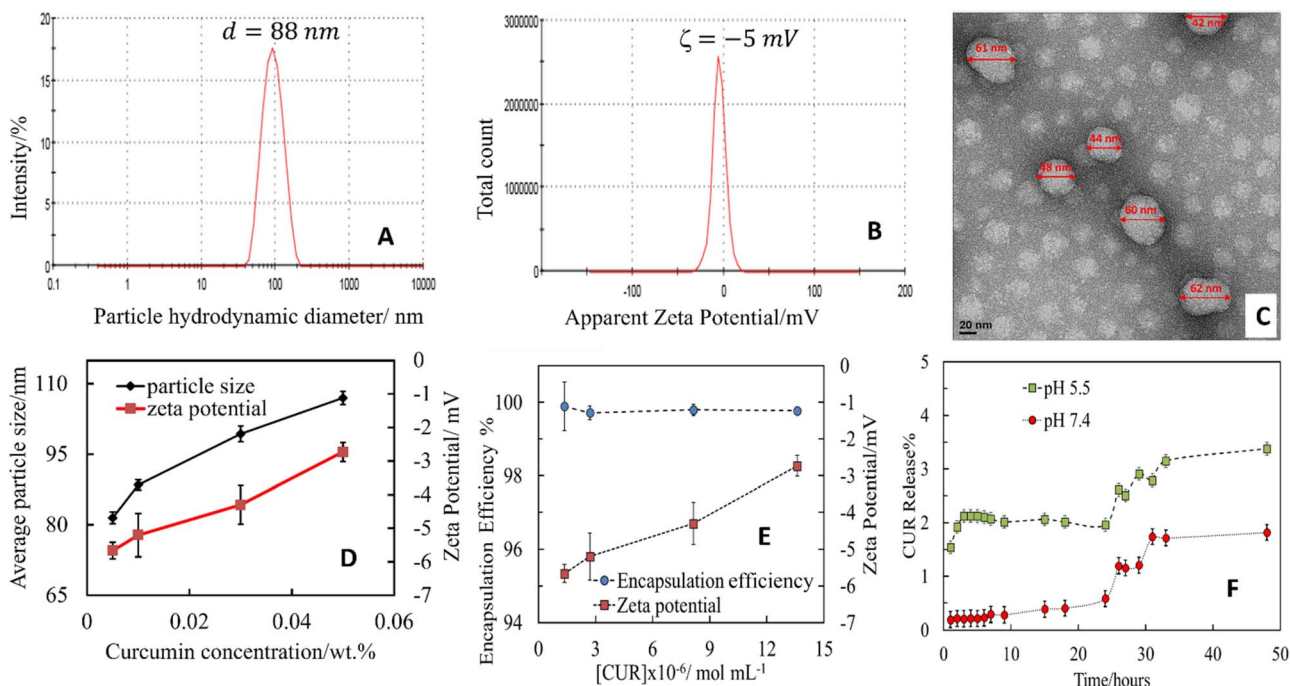 20
15
10
5
0
Intensity/%
d = 88 nm
A
0.1
1
10
100
1000
10000
Particle hydrodynamic diameter/ nm
3000000
2000000
1000000
0
Total count
ζ = −5 mV
B
-100
0
100
200
Apparent Zeta Potential/mV
42 nm
61 nm
44 nm
48 nm
60 nm
62 nm
20 nm
C
110
95
80
65
Average particle size/nm
particle size
zeta potential
D
0
-1
-2
-3
-4
-5
-6
-7
Zeta Potential/ mV
0
0.02
0.04
0.06
Curcumin concentration/wt.%
100
98
96
94
Encapsulation Efficiency %
E
Encapsulation efficiency
Zeta potential
0
-1
-2
-3
-4
-5
-6
-7
Zeta Potential/mV
0
3
6
9
12
15
[CUR]x10-6/ mol mL-1
5
4
3
2
1
0
CUR Release%
pH 5.5
pH 7.4
F
0
10
20
30
40
50
Time/hours